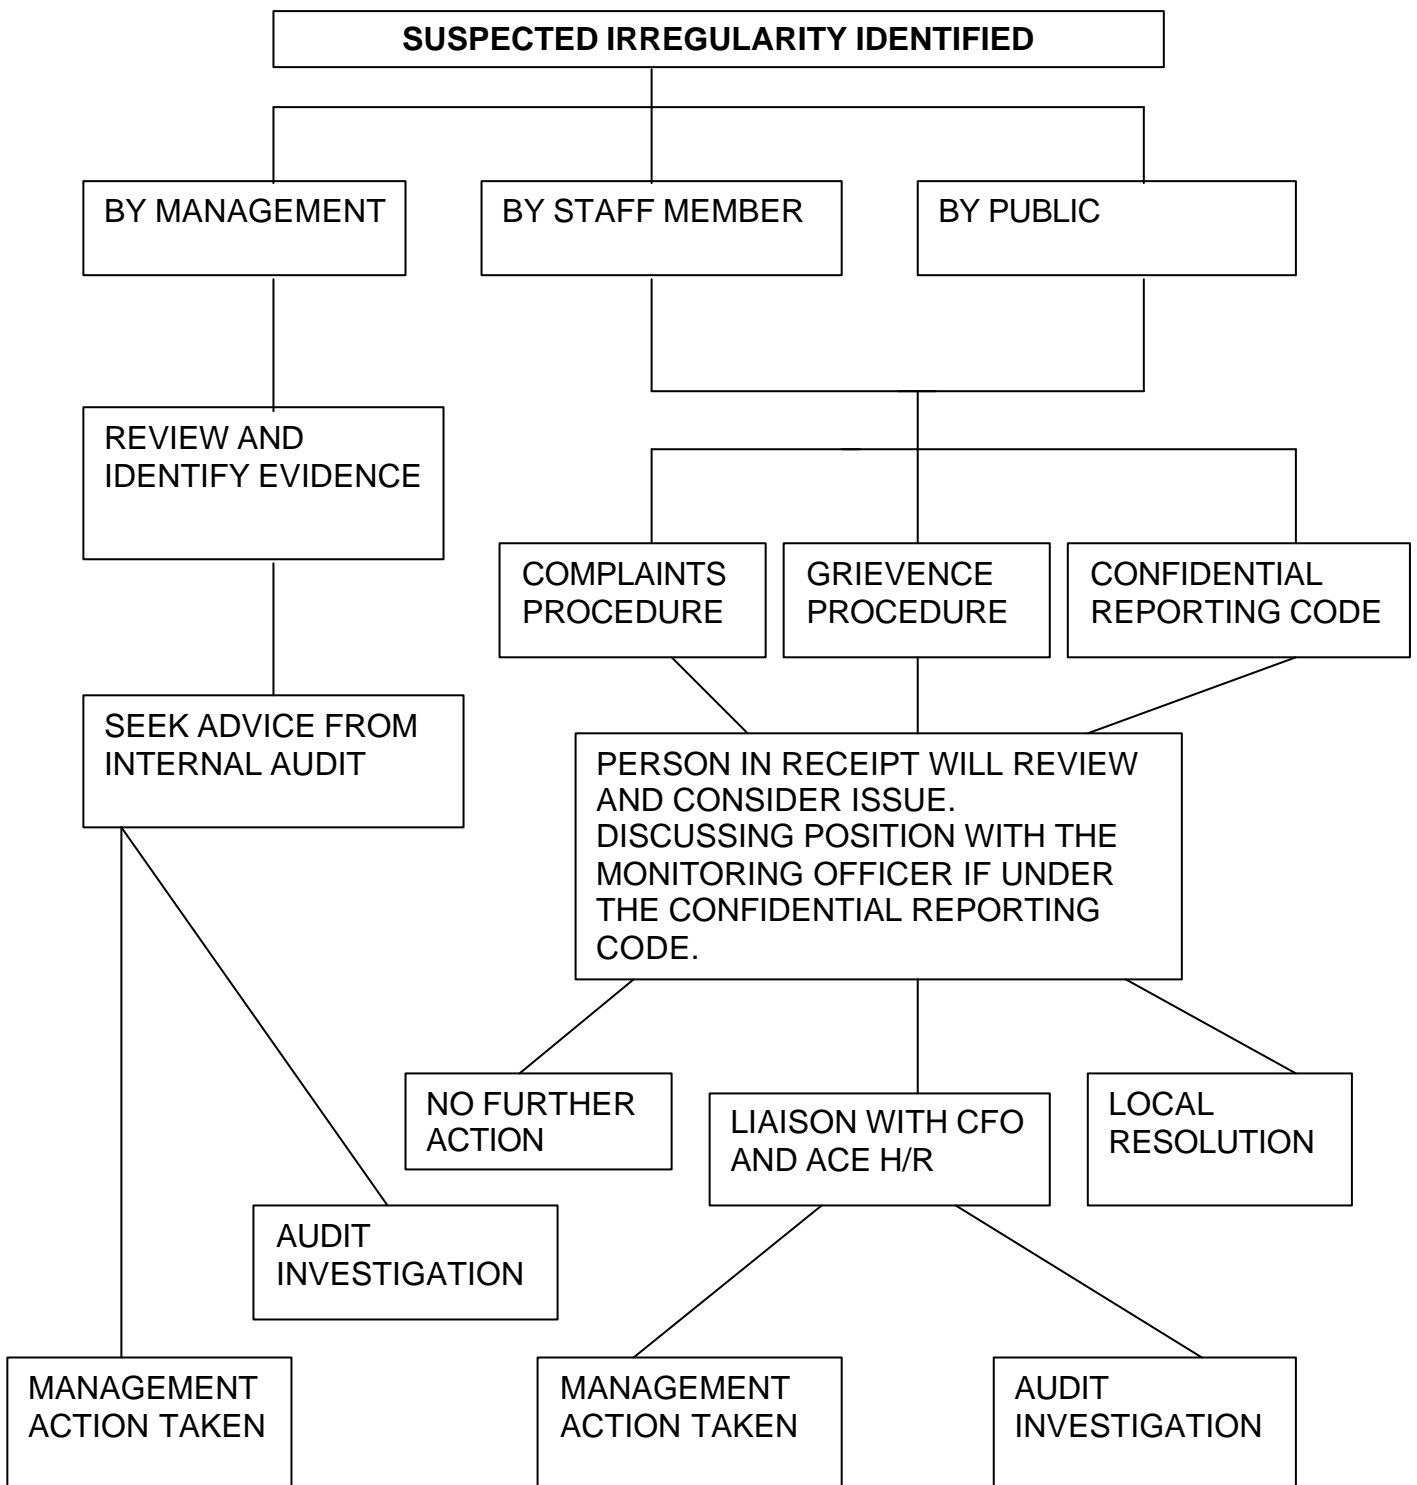 SUSPECTED IRREGULARITY IDENTIFIED
BY MANAGEMENT
BY STAFF MEMBER
BY PUBLIC
REVIEW AND
IDENTIFY EVIDENCE
COMPLAINTS
PROCEDURE
GRIEVENCE
PROCEDURE
CONFIDENTIAL
REPORTING CODE
SEEK ADVICE FROM
INTERNAL AUDIT
PERSON IN RECEIPT WILL REVIEW
AND CONSIDER ISSUE.
DISCUSSING POSITION WITH THE
MONITORING OFFICER IF UNDER
THE CONFIDENTIAL REPORTING
CODE.
NO FURTHER
ACTION
LIAISON WITH CFO
AND ACE H/R
LOCAL
RESOLUTION
AUDIT
INVESTIGATION
MANAGEMENT
ACTION TAKEN
MANAGEMENT
ACTION TAKEN
AUDIT
INVESTIGATION